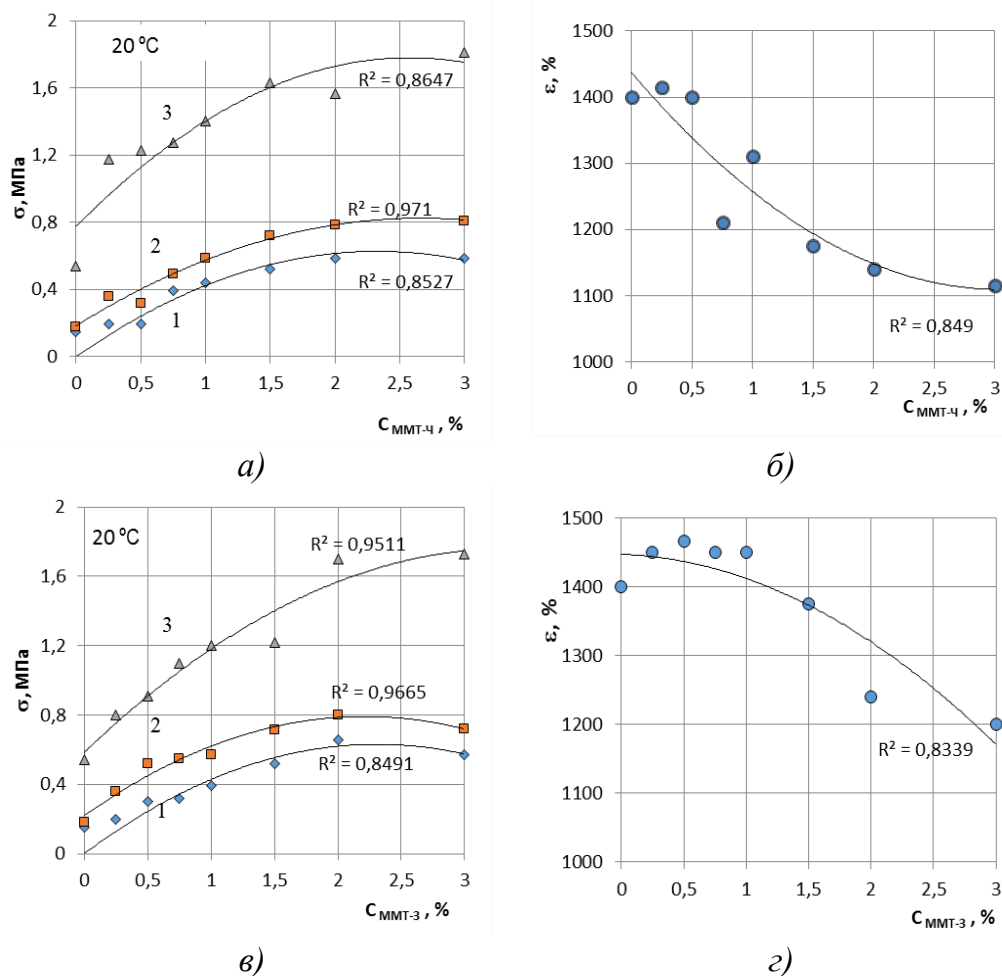 2
1,6
1,2
0,8
0,4
0
σ, МПа
20 ºC
3
2
1
R² = 0,8647
R² = 0,971
R² = 0,8527
0 0,5 1 1,5 2 2,5 3
C ММТ-Ч , %
а)
1500
1400
1300
1200
1100
1000
ε, %
R² = 0,849
0 0,5 1 1,5 2 2,5 3
C ММТ-Ч , %
б)
2
1,6
1,2
0,8
0,4
0
σ, МПа
20 ºC
3
2
1
R² = 0,9511
R² = 0,9665
R² = 0,8491
0 0,5 1 1,5 2 2,5 3
C ММТ-З , %
в)
1500
1400
1300
1200
1100
1000
ε, %
R² = 0,8339
0 0,5 1 1,5 2 2,5 3
C ММТ-З , %
г)